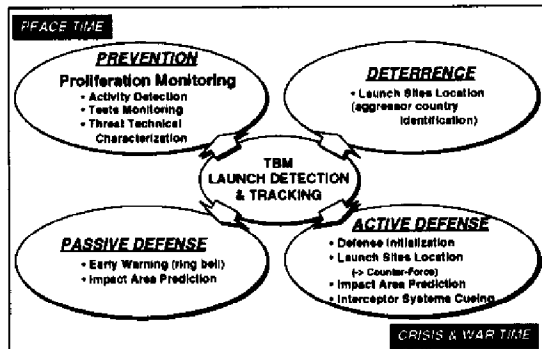 PEACE TIME
PREVENTION
Proliferation Monitoring
• Activity Detection
• Tests Monitoring
• Threat Technical
Characterization
DETERRENCE
• Launch Sites Location
(aggressor country
identification)
TBM
LAUNCH DETECTION
& TRACKING
PASSIVE DEFENSE
• Early Warning (ring bell)
• Impact Area Prediction
ACTIVE DEFENSE
• Defense Initialization
• Launch Sites Location
(-> Counter-Force)
• Impact Area Prediction
• Interceptor Systems Cueing
CRISIS & WAR TIME